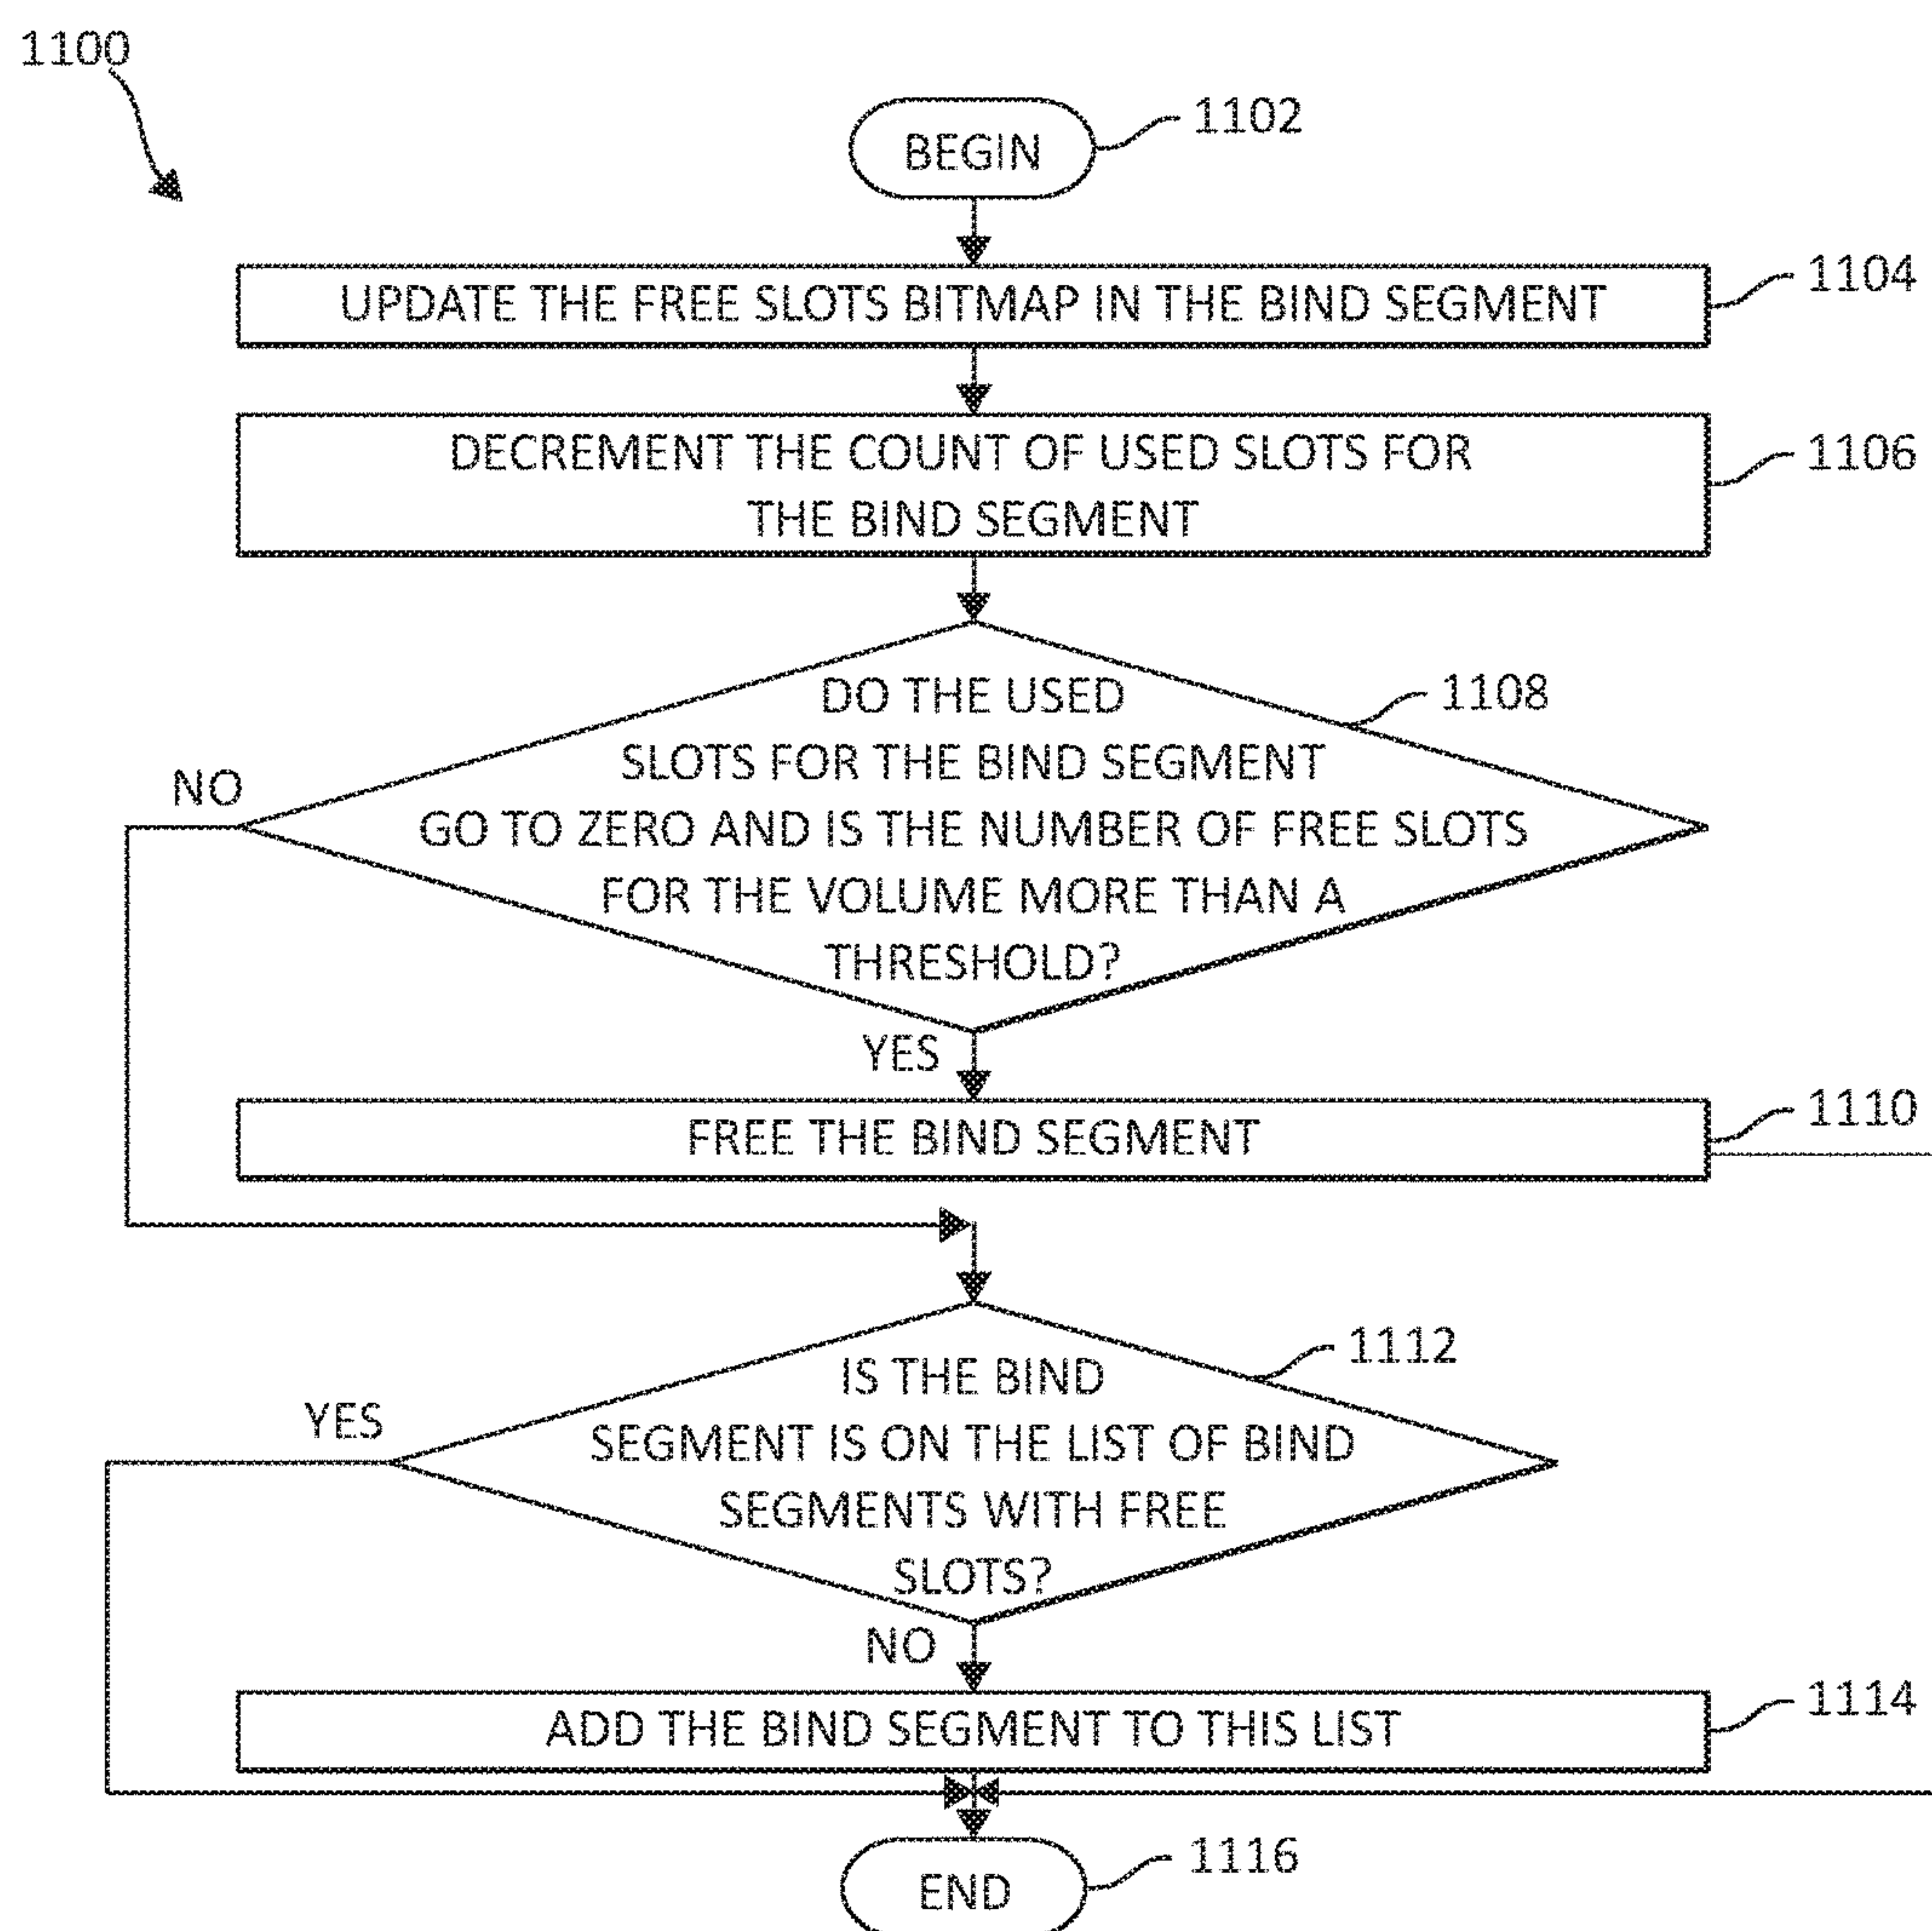 1100
BEGIN
1102
UPDATE THE FREE SLOTS BITMAP IN THE BIND SEGMENT
1104
DECREMENT THE COUNT OF USED SLOTS FOR
THE BIND SEGMENT
1106
DO THE USED
SLOTS FOR THE BIND SEGMENT
GO TO ZERO AND IS THE NUMBER OF FREE SLOTS
FOR THE VOLUME MORE THAN A
THRESHOLD?
1108
NO
YES
FREE THE BIND SEGMENT
1110
IS THE BIND
SEGMENT IS ON THE LIST OF BIND
SEGMENTS WITH FREE
SLOTS?
1112
YES
NO
ADD THE BIND SEGMENT TO THIS LIST
1114
END
1116